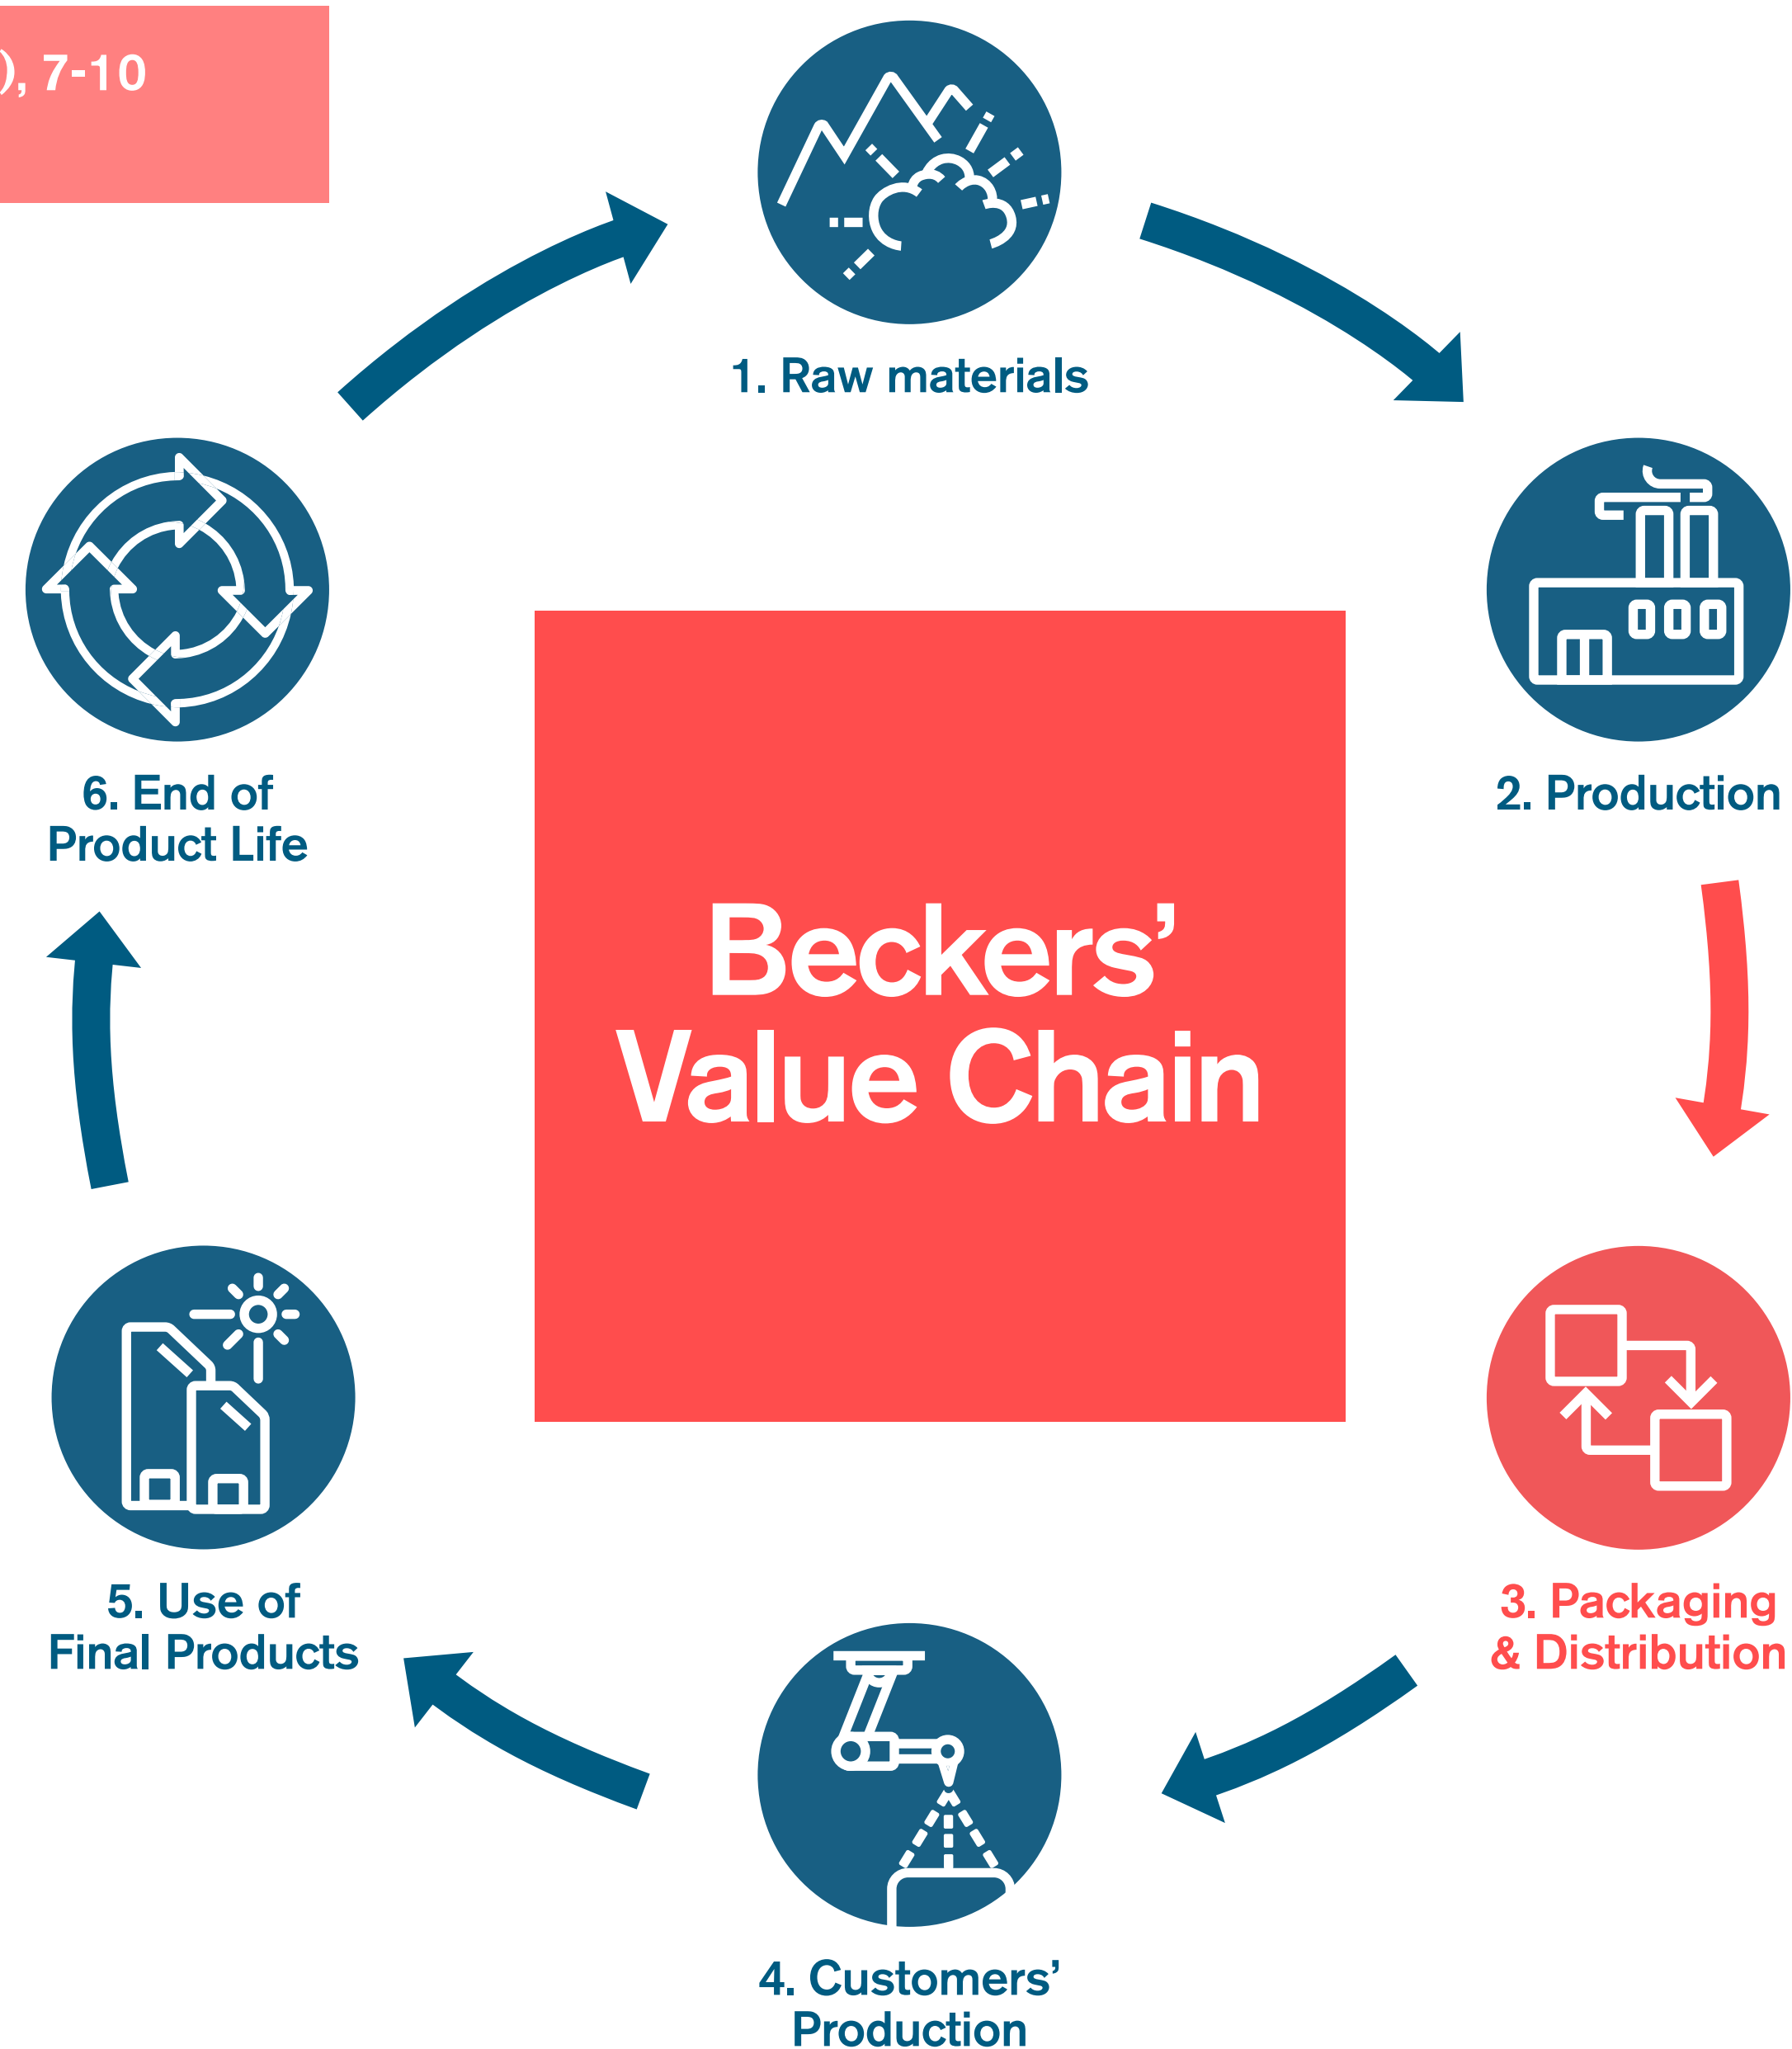 ), 7-10
1. Raw materials
2. Production
3. Packaging
& Distribution
4. Customers’
Production
5. Use of
Final Products
6. End of
Product Life
Beckers’
Value Chain